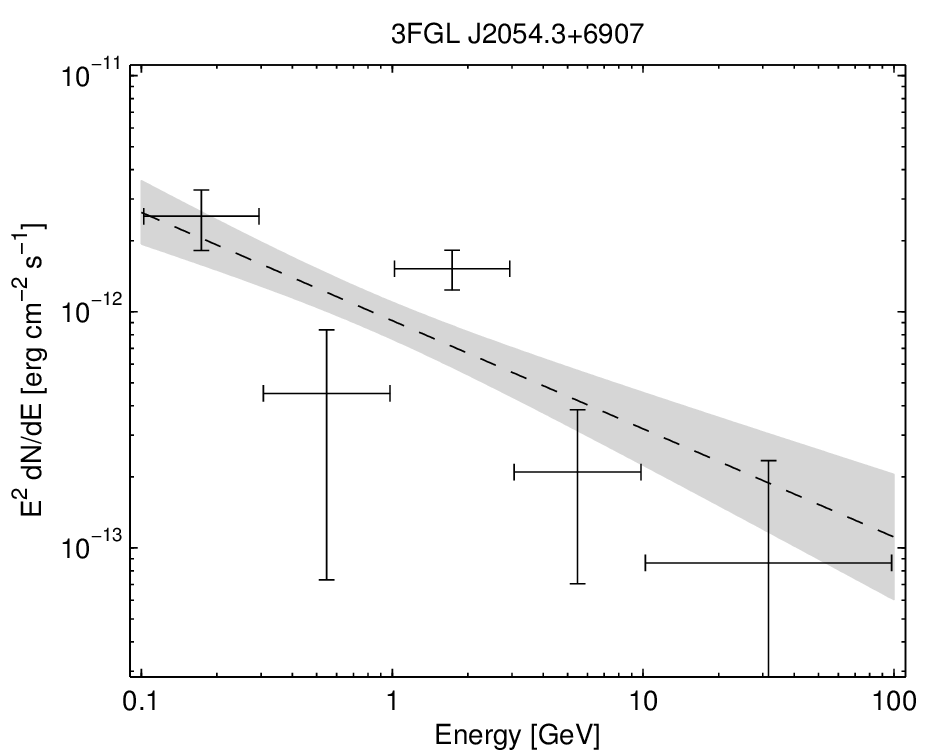 3FGL J2054.3+6907
10⁻¹¹
10⁻¹²
10⁻¹³
E² dN/dE [erg cm⁻² s⁻¹]
0.1 1 10 100
Energy [GeV]